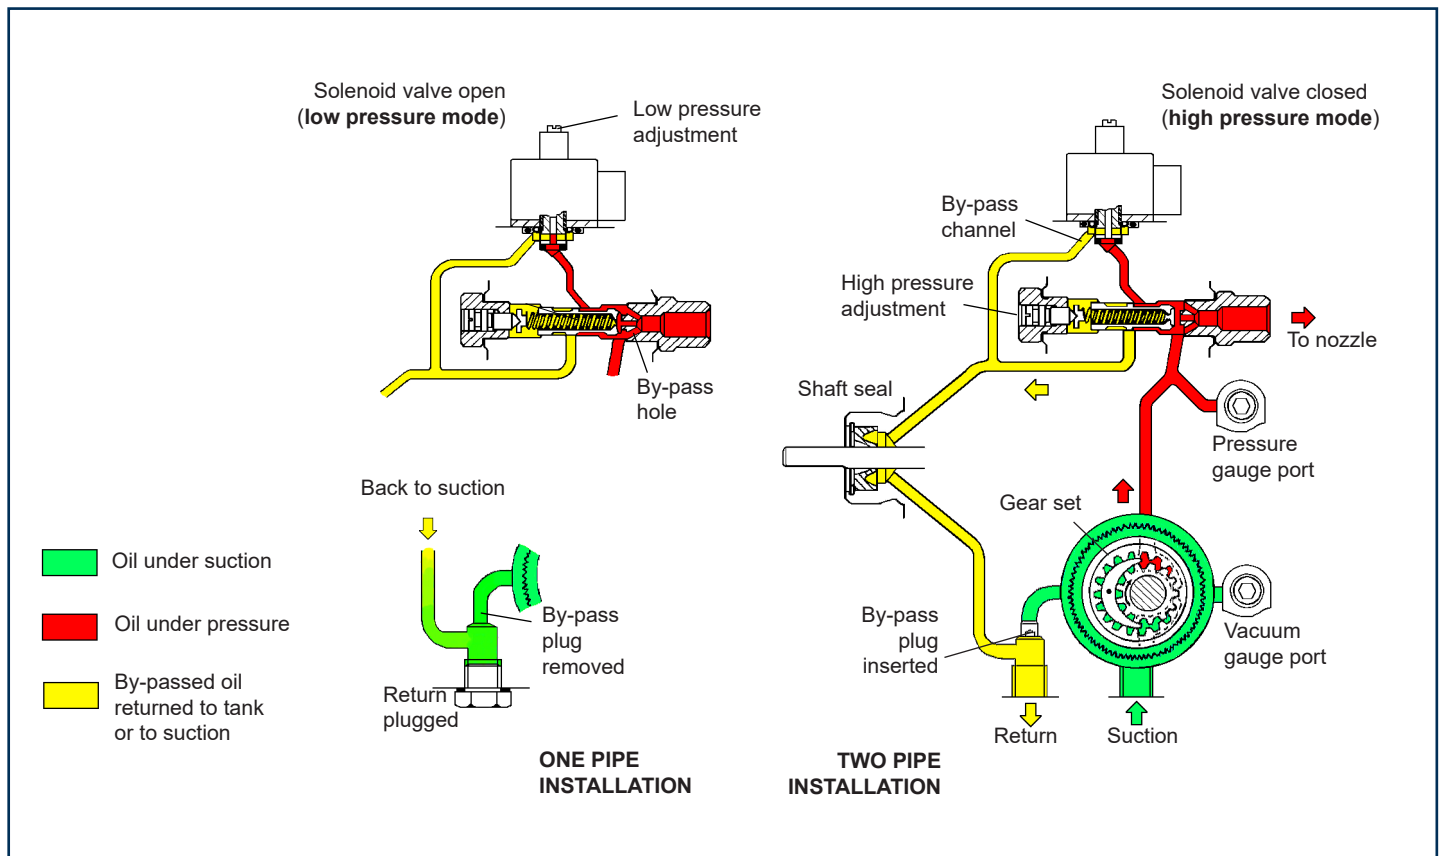 Solenoid valve open
(low pressure mode)
Low pressure
adjustment
By-pass
hole
Solenoid valve closed
(high pressure mode)
By-pass
channel
High pressure
adjustment
To nozzle
Shaft seal
Pressure
gauge port
Gear set
Back to suction
By-pass
plug
removed
Return
plugged
By-pass
plug
inserted
Vacuum
gauge port
Return
Suction
Oil under suction
Oil under pressure
By-passed oil
returned to tank
or to suction
ONE PIPE
INSTALLATION
TWO PIPE
INSTALLATION